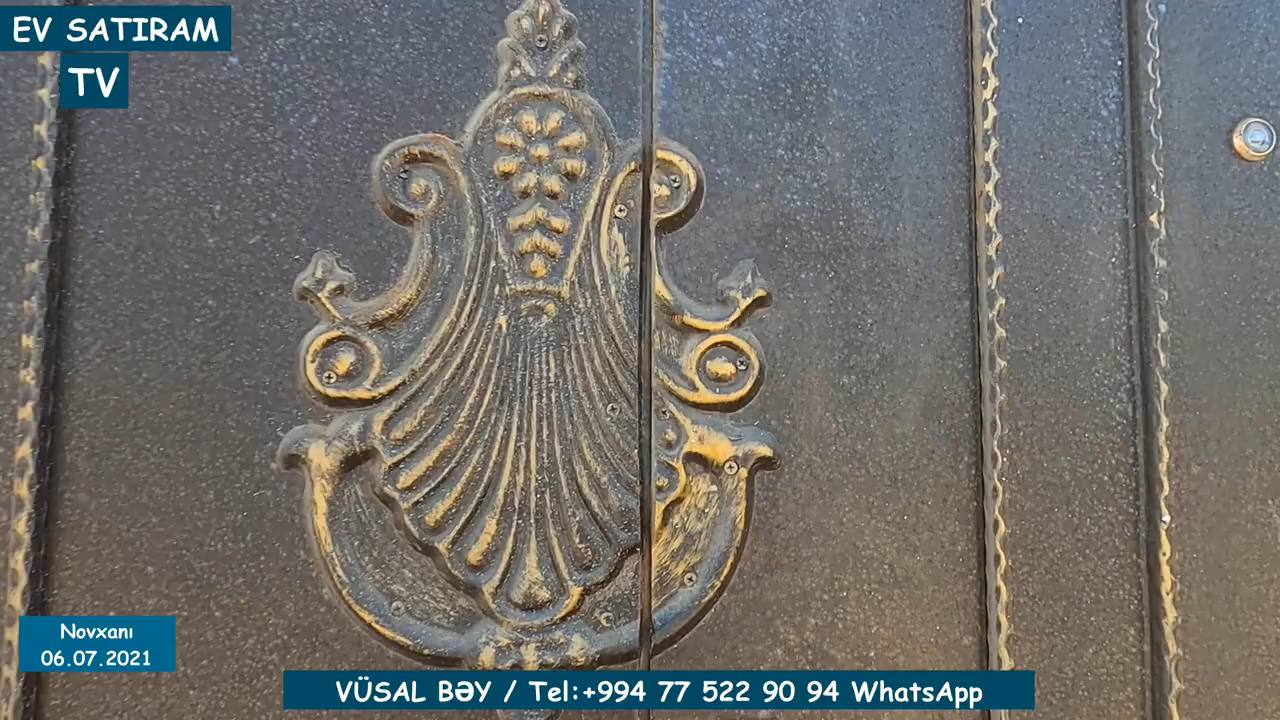 EV SATIRAM
TV
Novxanı
06.07.2021
VÜSAL BƏY / Tel:+994 77 522 90 94 WhatsApp